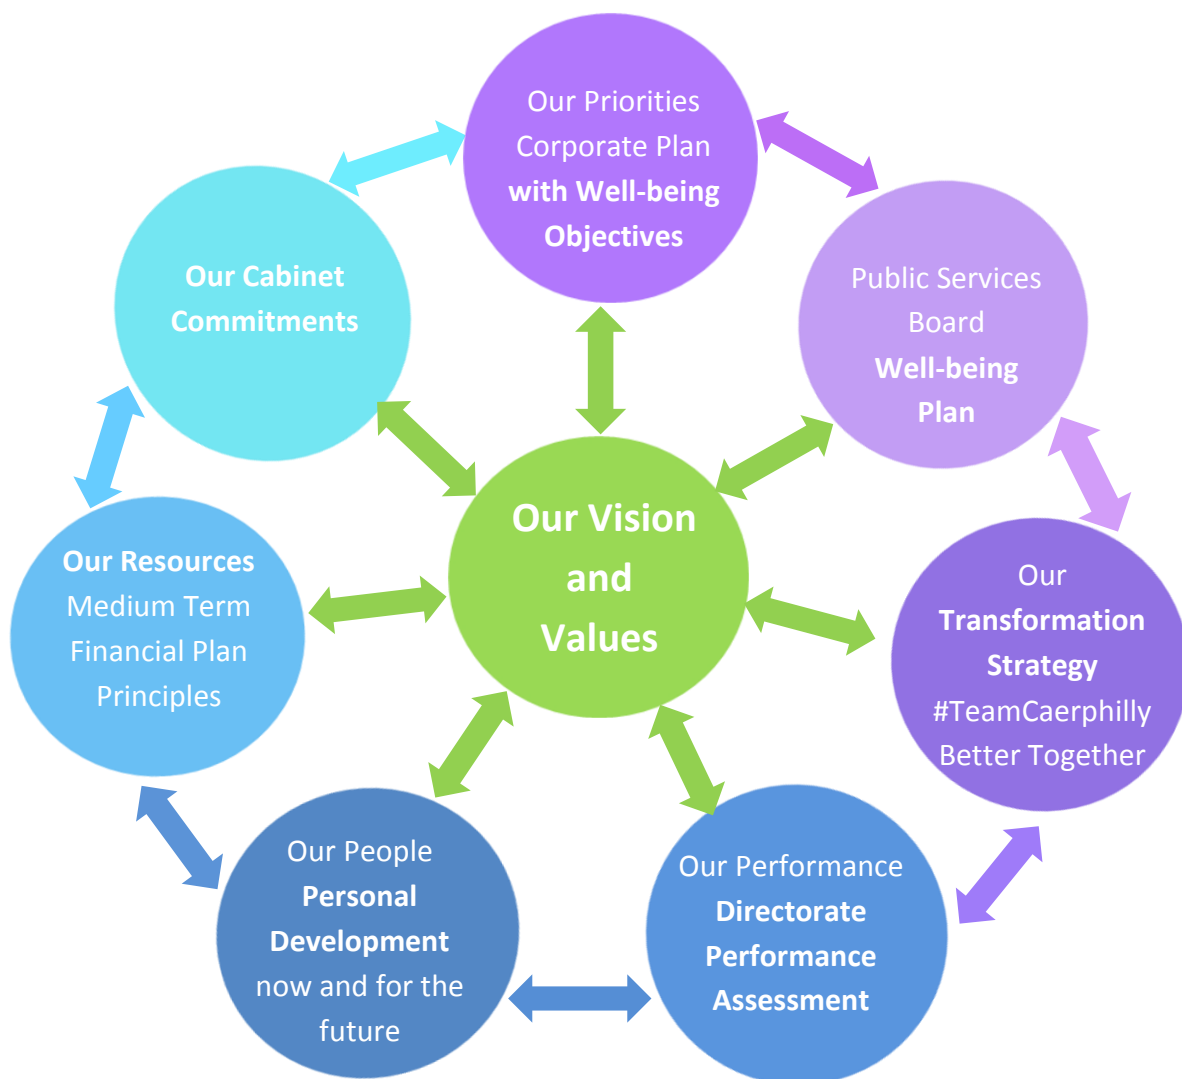 Our Priorities
Corporate Plan
with Well-being
Objectives
Public Services
Board
Well-being
Plan
Our
Transformation
Strategy
#TeamCaerphilly
Better Together
Our Performance
Directorate
Performance
Assessment
Our People
Personal
Development
now and for the
future
Our Resources
Medium Term
Financial Plan
Principles
Our Cabinet
Commitments
Our Vision
and
Values